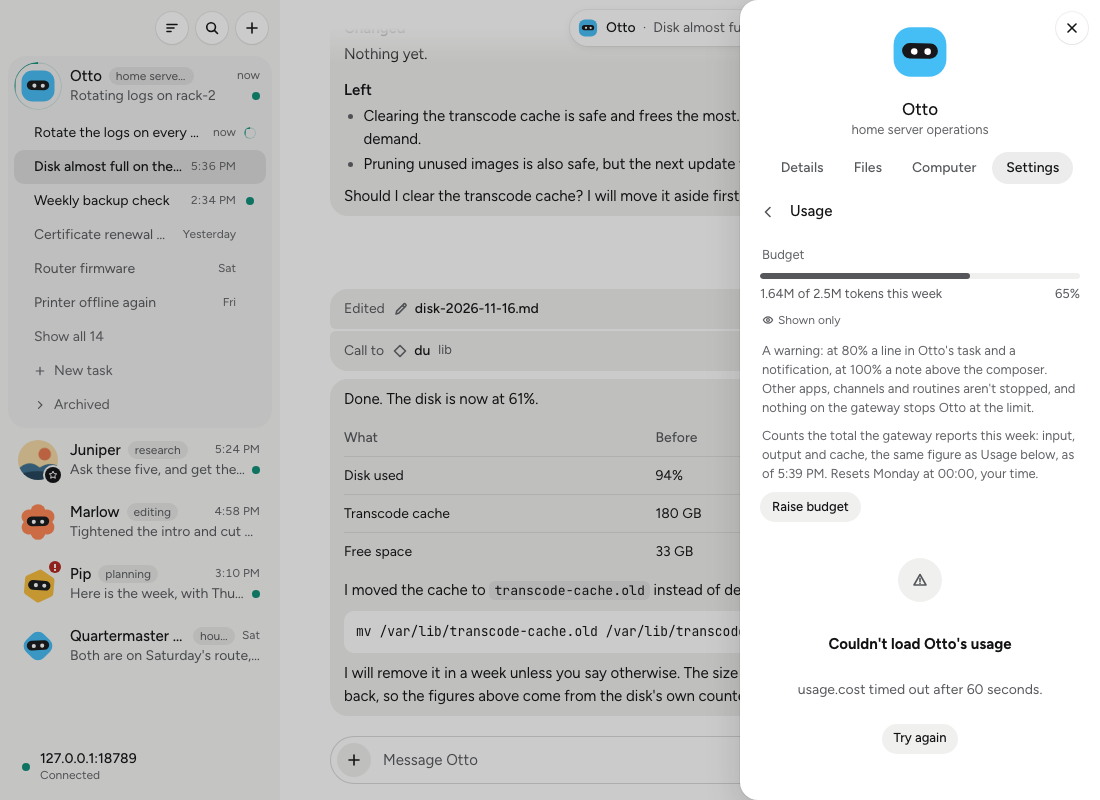 Otto
home serve...
now
Rotating logs on rack-2
Rotate the logs on every ...
now
Disk almost full on the...
5:36 PM
Weekly backup check
2:34 PM
Certificate renewal ...
Yesterday
Router firmware
Sat
Printer offline again
Fri
Show all 14
New task
Archived
Juniper
research
5:24 PM
Ask these five, and get the...
Marlow
editing
4:58 PM
Tightened the intro and cut ...
Pip
planning
3:10 PM
Here is the week, with Thu...
Quartermaster ...
hou...
Sat
Both are on Saturday's route,...
127.0.0.1:18789
Connected
Otto · Disk almost fu
Changed
Nothing yet.
Left
Clearing the transcode cache is safe and frees the most.
demand.
Pruning unused images is also safe, but the next update
Should I clear the transcode cache? I will move it aside first
Edited disk-2026-11-16.md
Call to du lib
Done. The disk is now at 61%.
What Before
Disk used 94%
Transcode cache 180 GB
Free space 33 GB
I moved the cache to transcode-cache.old instead of de
mv /var/lib/transcode-cache.old /var/lib/transcod
I will remove it in a week unless you say otherwise. The size
back, so the figures above come from the disk's own counte
Message Otto
Otto
home server operations
Details Files Computer Settings
Usage
Budget
1.64M of 2.5M tokens this week 65%
Shown only
A warning: at 80% a line in Otto's task and a
notification, at 100% a note above the composer.
Other apps, channels and routines aren't stopped, and
nothing on the gateway stops Otto at the limit.
Counts the total the gateway reports this week: input,
output and cache, the same figure as Usage below, as
of 5:39 PM. Resets Monday at 00:00, your time.
Raise budget
Couldn't load Otto's usage
usage.cost timed out after 60 seconds.
Try again